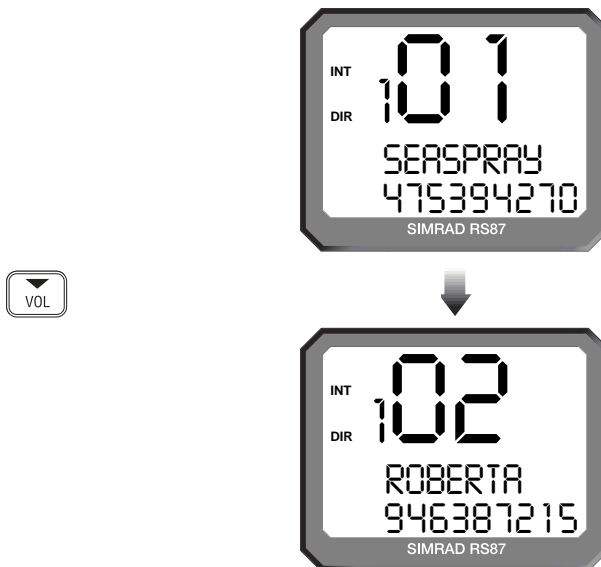 INT
101
DIR
SEASPRAY
475394270
SIMRAD RS87
VOL
INT
102
DIR
ROBERTA
946387215
SIMRAD RS87